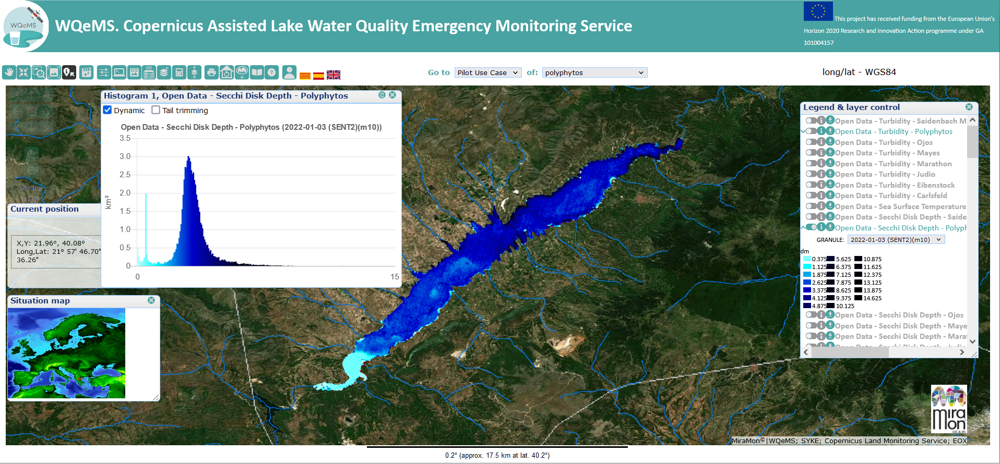 WQeMS
WQeMS. Copernicus Assisted Lake Water Quality Emergency Monitoring Service
This project has received funding from the European Union's
Horizon 2020 Research and Innovation Action programme under GA
101004157
Go to Pilot Use Case of: polyphytos
long/lat - WGS84
Histogram 1, Open Data - Secchi Disk Depth - Polyphytos
Dynamic Tail trimming
Open Data - Secchi Disk Depth - Polyphytos (2022-01-03 (SENT2)(m10))
3.5
3.0
2.5
2.0
1.5
1.0
0.5
0
km²
0 15
Scale:
Current position
X,Y: 21.96°, 40.08°
Long,Lat: 21° 57' 46.70"
36.26"
Situation map
Legend & layer control
Open Data - Turbidity - Saidenbach M
Open Data - Turbidity - Polyphytos
Open Data - Turbidity - Ojos
Open Data - Turbidity - Mayes
Open Data - Turbidity - Marathon
Open Data - Turbidity - Judio
Open Data - Turbidity - Eibenstock
Open Data - Turbidity - Carlsfeld
Open Data - Sea Surface Temperature
Open Data - Secchi Disk Depth - Saide
Open Data - Secchi Disk Depth - Polyph
GRANULE: 2022-01-03 (SENT2)(m10)
dm
0.375 5.625 10.875
1.125 6.375 11.625
1.875 7.125 12.375
2.625 7.875 13.125
3.375 8.625 13.875
4.125 9.375 14.625
4.875 10.125
Open Data - Secchi Disk Depth - Ojos
Open Data - Secchi Disk Depth - Maye
Open Data - Secchi Disk Depth - Marat
Open Data - Secchi Disk Depth - Judio
Mira
Mon
GIS & RS
MiraMon©|WQeMS; SYKE; Copernicus Land Monitoring Service; EOX
0.2° (approx. 17.5 km at lat. 40.2°)